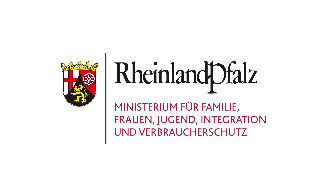 RheinlandPfalz
MINISTERIUM FÜR FAMILIE,
FRAUEN, JUGEND, INTEGRATION
UND VERBRAUCHERSCHUTZ